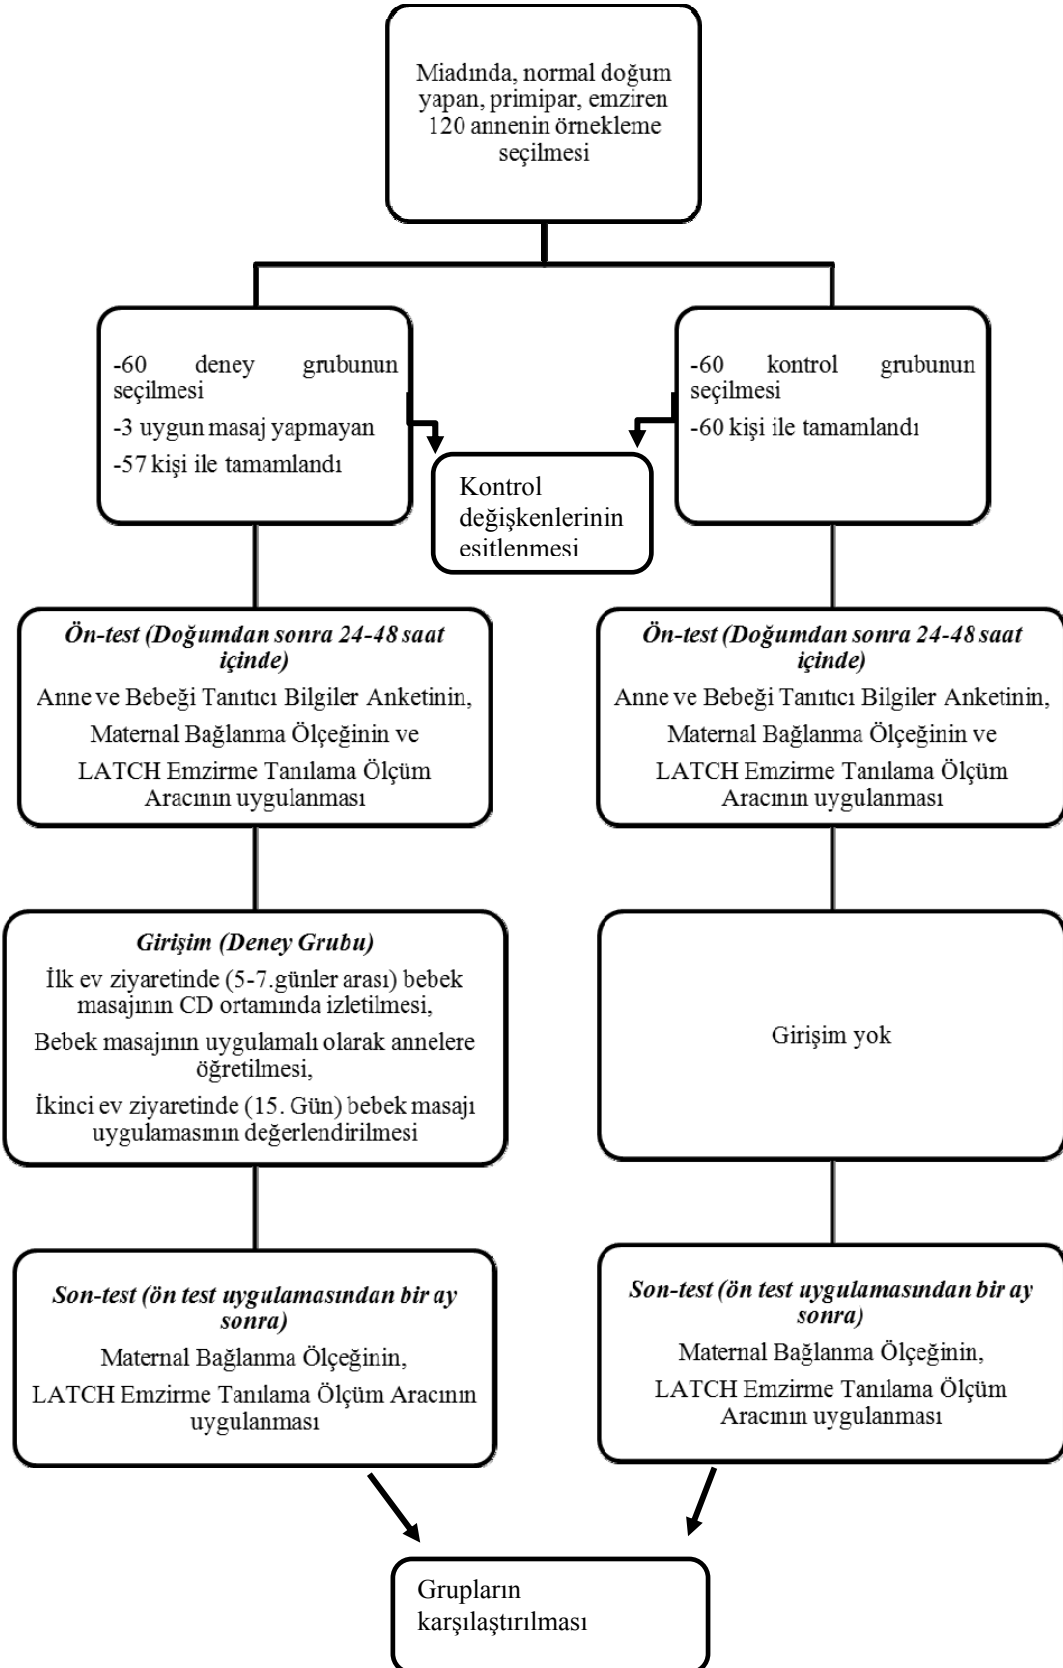 Miadında, normal doğum
yapan, primipar, emziren
120 annenin örnekleme
seçilmesi
-60 deney grubunun
seçilmesi
-3 uygun masaj yapmayan
-57 kişi ile tamamlandı
-60 kontrol grubunun
seçilmesi
-60 kişi ile tamamlandı
Kontrol
değişkenlerinin
eşitlenmesi
Ön-test (Doğumdan sonra 24-48 saat
içinde)
Anne ve Bebeği Tanıtıcı Bilgiler Anketinin,
Maternal Bağlanma Ölçeğinin ve
LATCH Emzirme Tanılama Ölçüm
Aracının uygulanması
Ön-test (Doğumdan sonra 24-48 saat
içinde)
Anne ve Bebeği Tanıtıcı Bilgiler Anketinin,
Maternal Bağlanma Ölçeğinin ve
LATCH Emzirme Tanılama Ölçüm
Aracının uygulanması
Girişim (Deney Grubu)
İlk ev ziyaretinde (5-7.günler arası) bebek
masajının CD ortamında izletilmesi,
Bebek masajının uygulamalı olarak annelere
öğretilmesi,
İkinci ev ziyaretinde (15. Gün) bebek masajı
uygulamasının değerlendirilmesi
Girişim yok
Son-test (ön test uygulamasından bir ay
sonra)
Maternal Bağlanma Ölçeğinin,
LATCH Emzirme Tanılama Ölçüm Aracının
uygulanması
Son-test (ön test uygulamasından bir ay
sonra)
Maternal Bağlanma Ölçeğinin,
LATCH Emzirme Tanılama Ölçüm
Aracının uygulanması
Grupların
karşılaştırılması